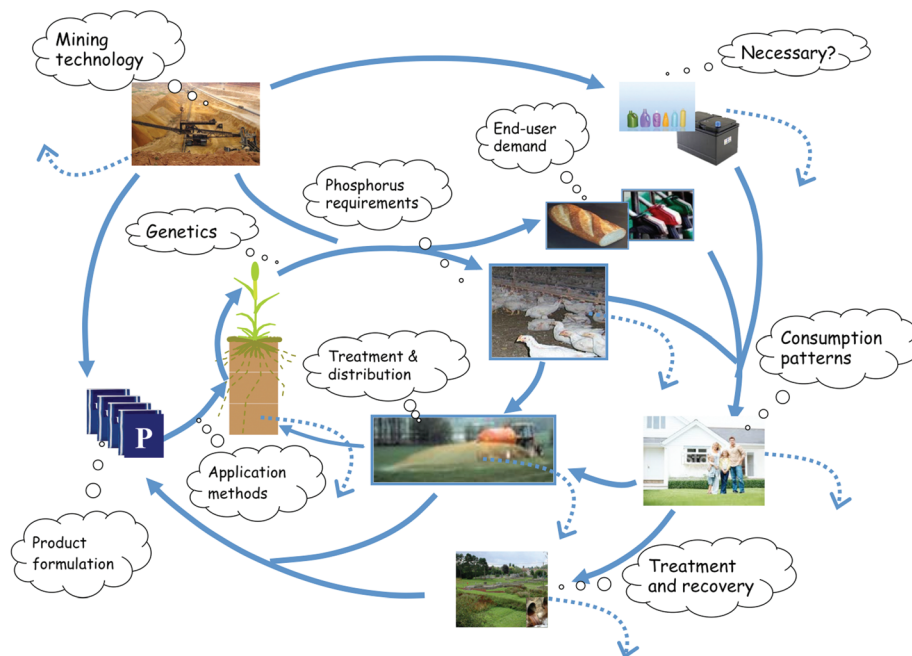 Mining
technology
Necessary?
End-user
demand
Phosphorus
requirements
Genetics
Treatment &
distribution
Consumption
patterns
P
Application
methods
Product
formulation
Treatment
and recovery